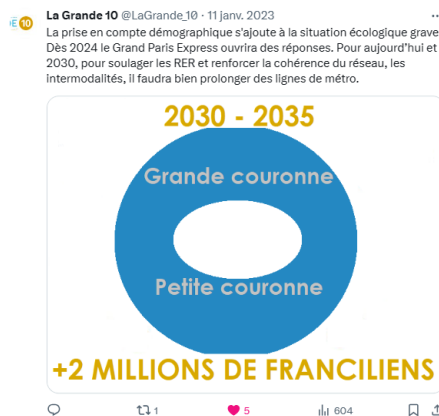 La Grande 10 @LaGrande_10 · 11 janv. 2023
La prise en compte démographique s'ajoute à la situation écologique grave
Dès 2024 le Grand Paris Express ouvrira des réponses. Pour aujourd'hui et
2030, pour soulager les RER et renforcer la cohérence du réseau, les
intermodalités, il faudra bien prolonger des lignes de métro.
2030 - 2035
Grande couronne
Petite couronne
+2 MILLIONS DE FRANCILIENS
1
5
604